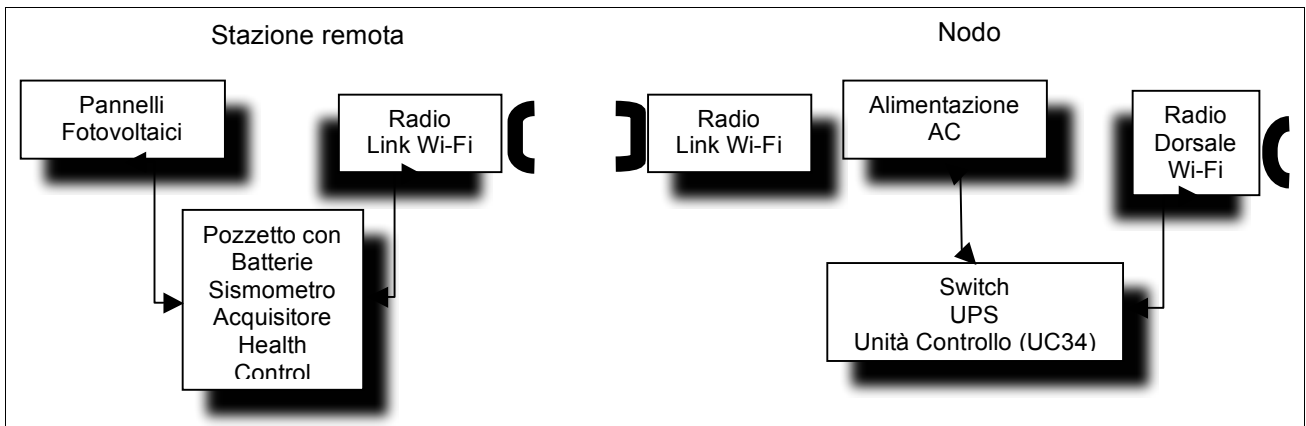 Stazione remota
Nodo
Pannelli
Fotovoltaici
Radio
Link Wi-Fi
Pozzetto con
Batterie
Sismometro
Acquisitore
Health
Control
Radio
Link Wi-Fi
Alimentazione
AC
Radio
Dorsale
Wi-Fi
Switch
UPS
Unità Controllo (UC34)